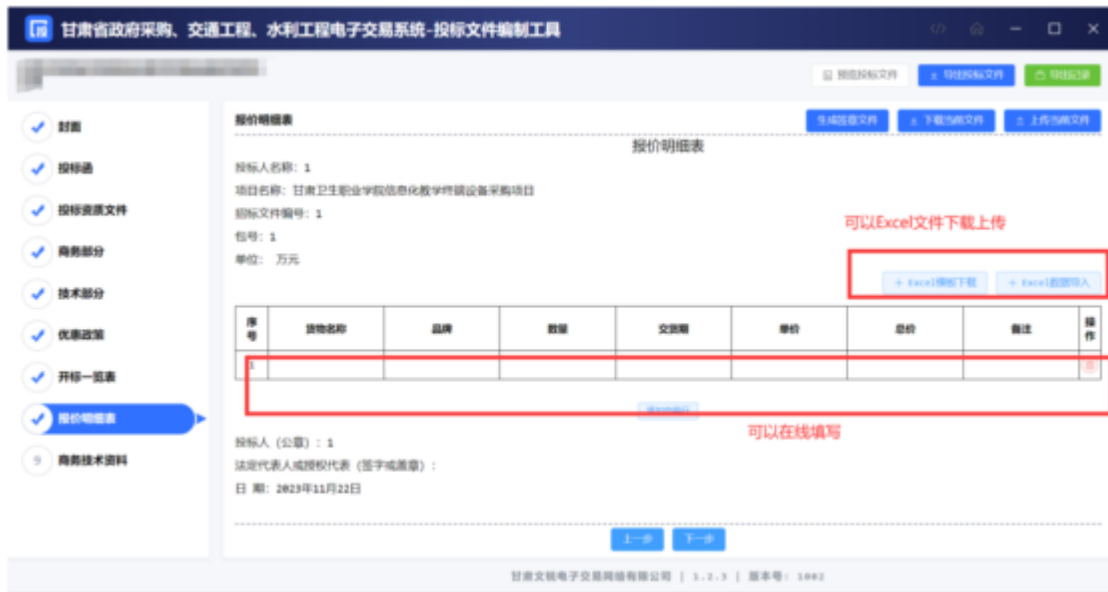 甘肃省政府采购、交通工程、水利工程电子交易系统-投标文件编制工具
预览投标文件 导出投标文件 导出记录
封面
投标函
投标资质文件
商务部分
技术部分
优惠政策
开标一览表
报价明细表
9 商务技术资料
报价明细表 生成签章文件 下载当前文件 上传当前文件
报价明细表
投标人名称: 1
项目名称: 甘肃卫生职业学院信息化教学终端设备采购项目
招标文件编号: 1
包号: 1
单位: 万元
可以Excel文件下载上传
+ Excel模板下载 + Excel数据导入
序号 货物名称 品牌 数量 交货期 单价 总价 备注 操作
1
可以在线填写
投标人 (公章) : 1
法定代表人或授权代表 (签字或盖章) :
日 期: 2023年11月22日
上一步 下一步
甘肃文锐电子交易网络有限公司 | 1.2.3 | 版本号: 1002